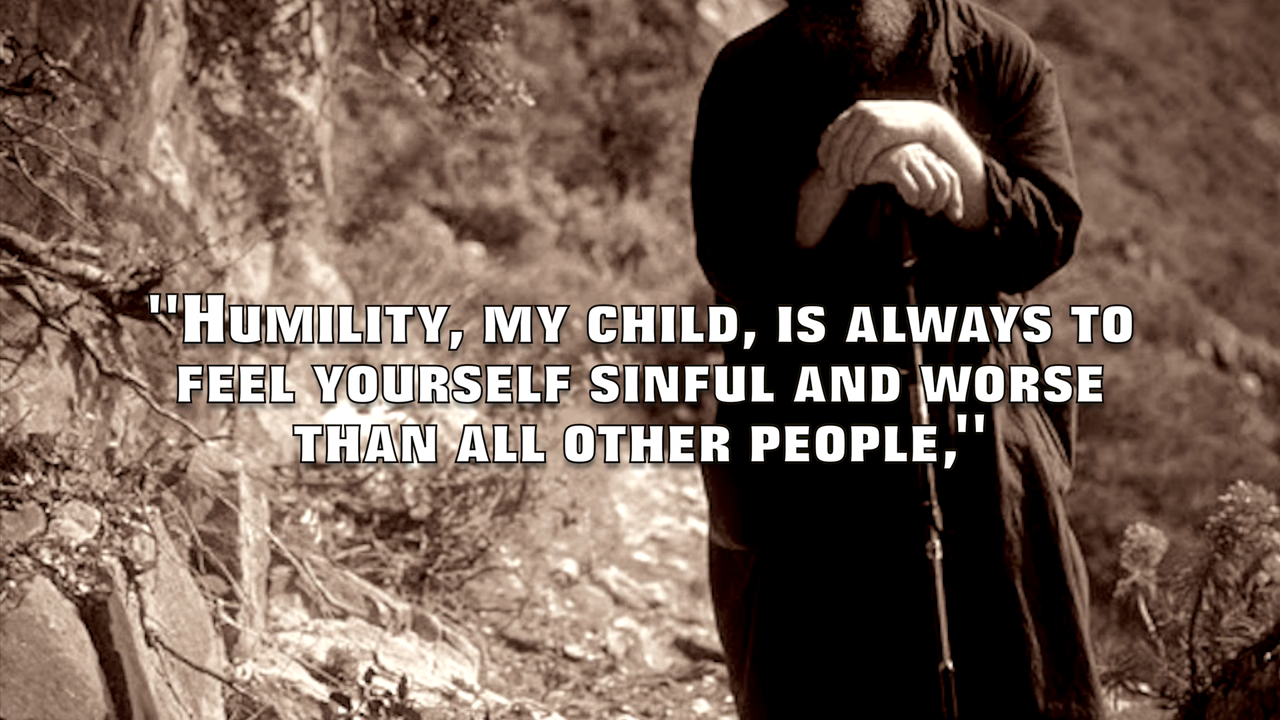 "Humility, my child, is always to
feel yourself sinful and worse
than all other people,"